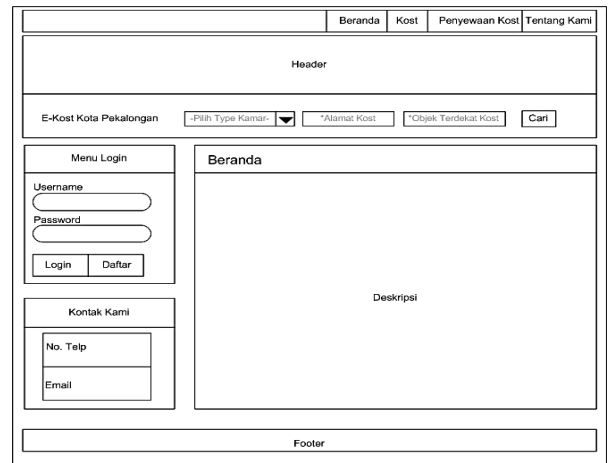 Beranda Kost Penyewaan Kost Tentang Kami
Header
E-Kost Kota Pekalongan -Pilih Type Kamar- *Alamat Kost *Objek Terdekat Kost Cari
Menu Login
Username
Password
Login Daftar
Kontak Kami
No. Telp
Email
Beranda
Deskripsi
Footer